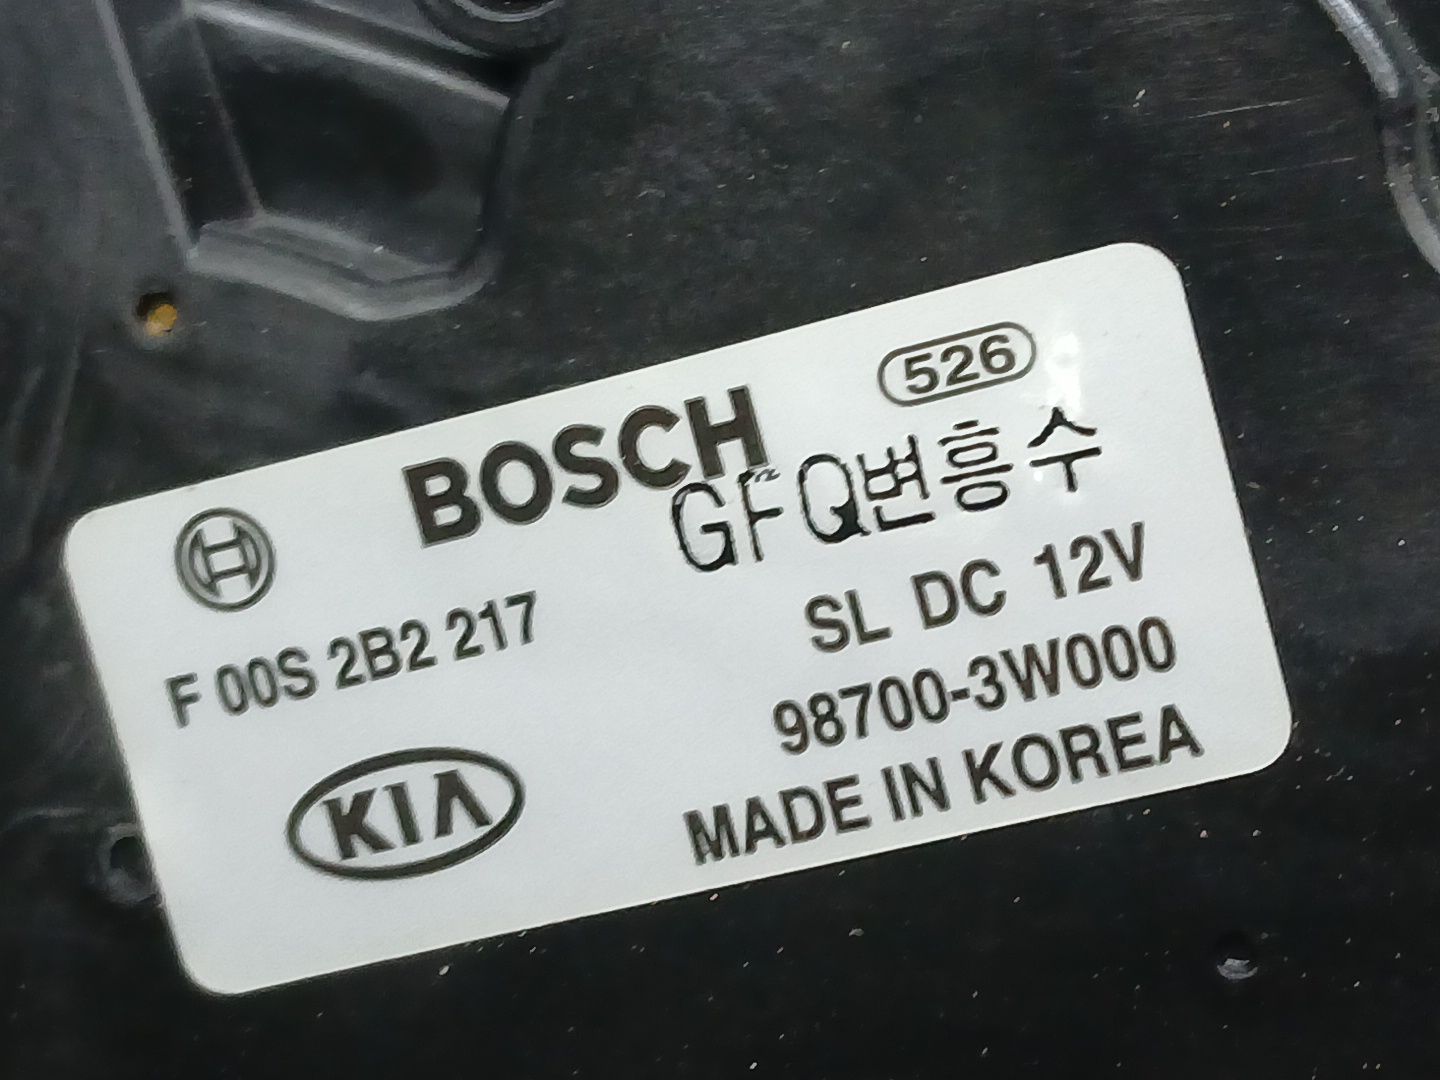 526
BOSCH
GFQ변흥수
F 00S 2B2 217
SL DC 12V
98700-3W000
KIA
MADE IN KOREA